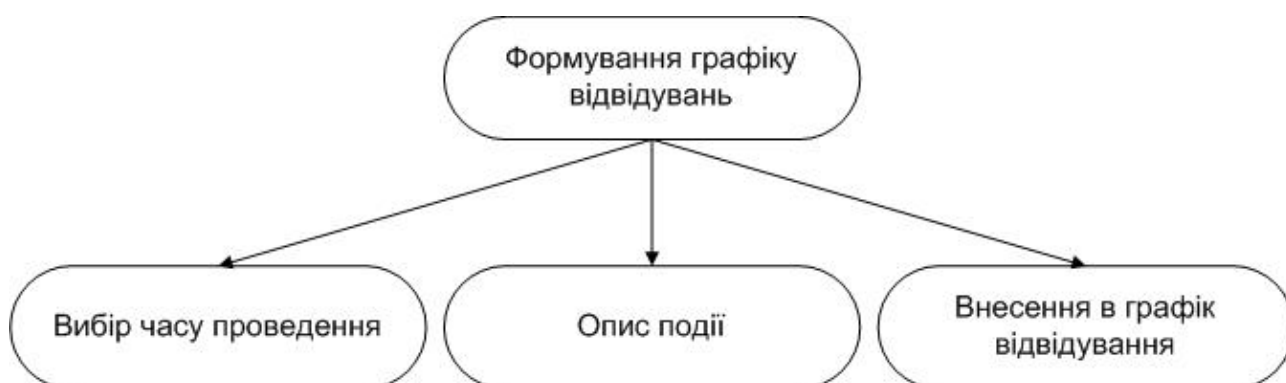 Формування графіку
відвідувань
Вибір часу проведення
Опис події
Внесення в графік
відвідування